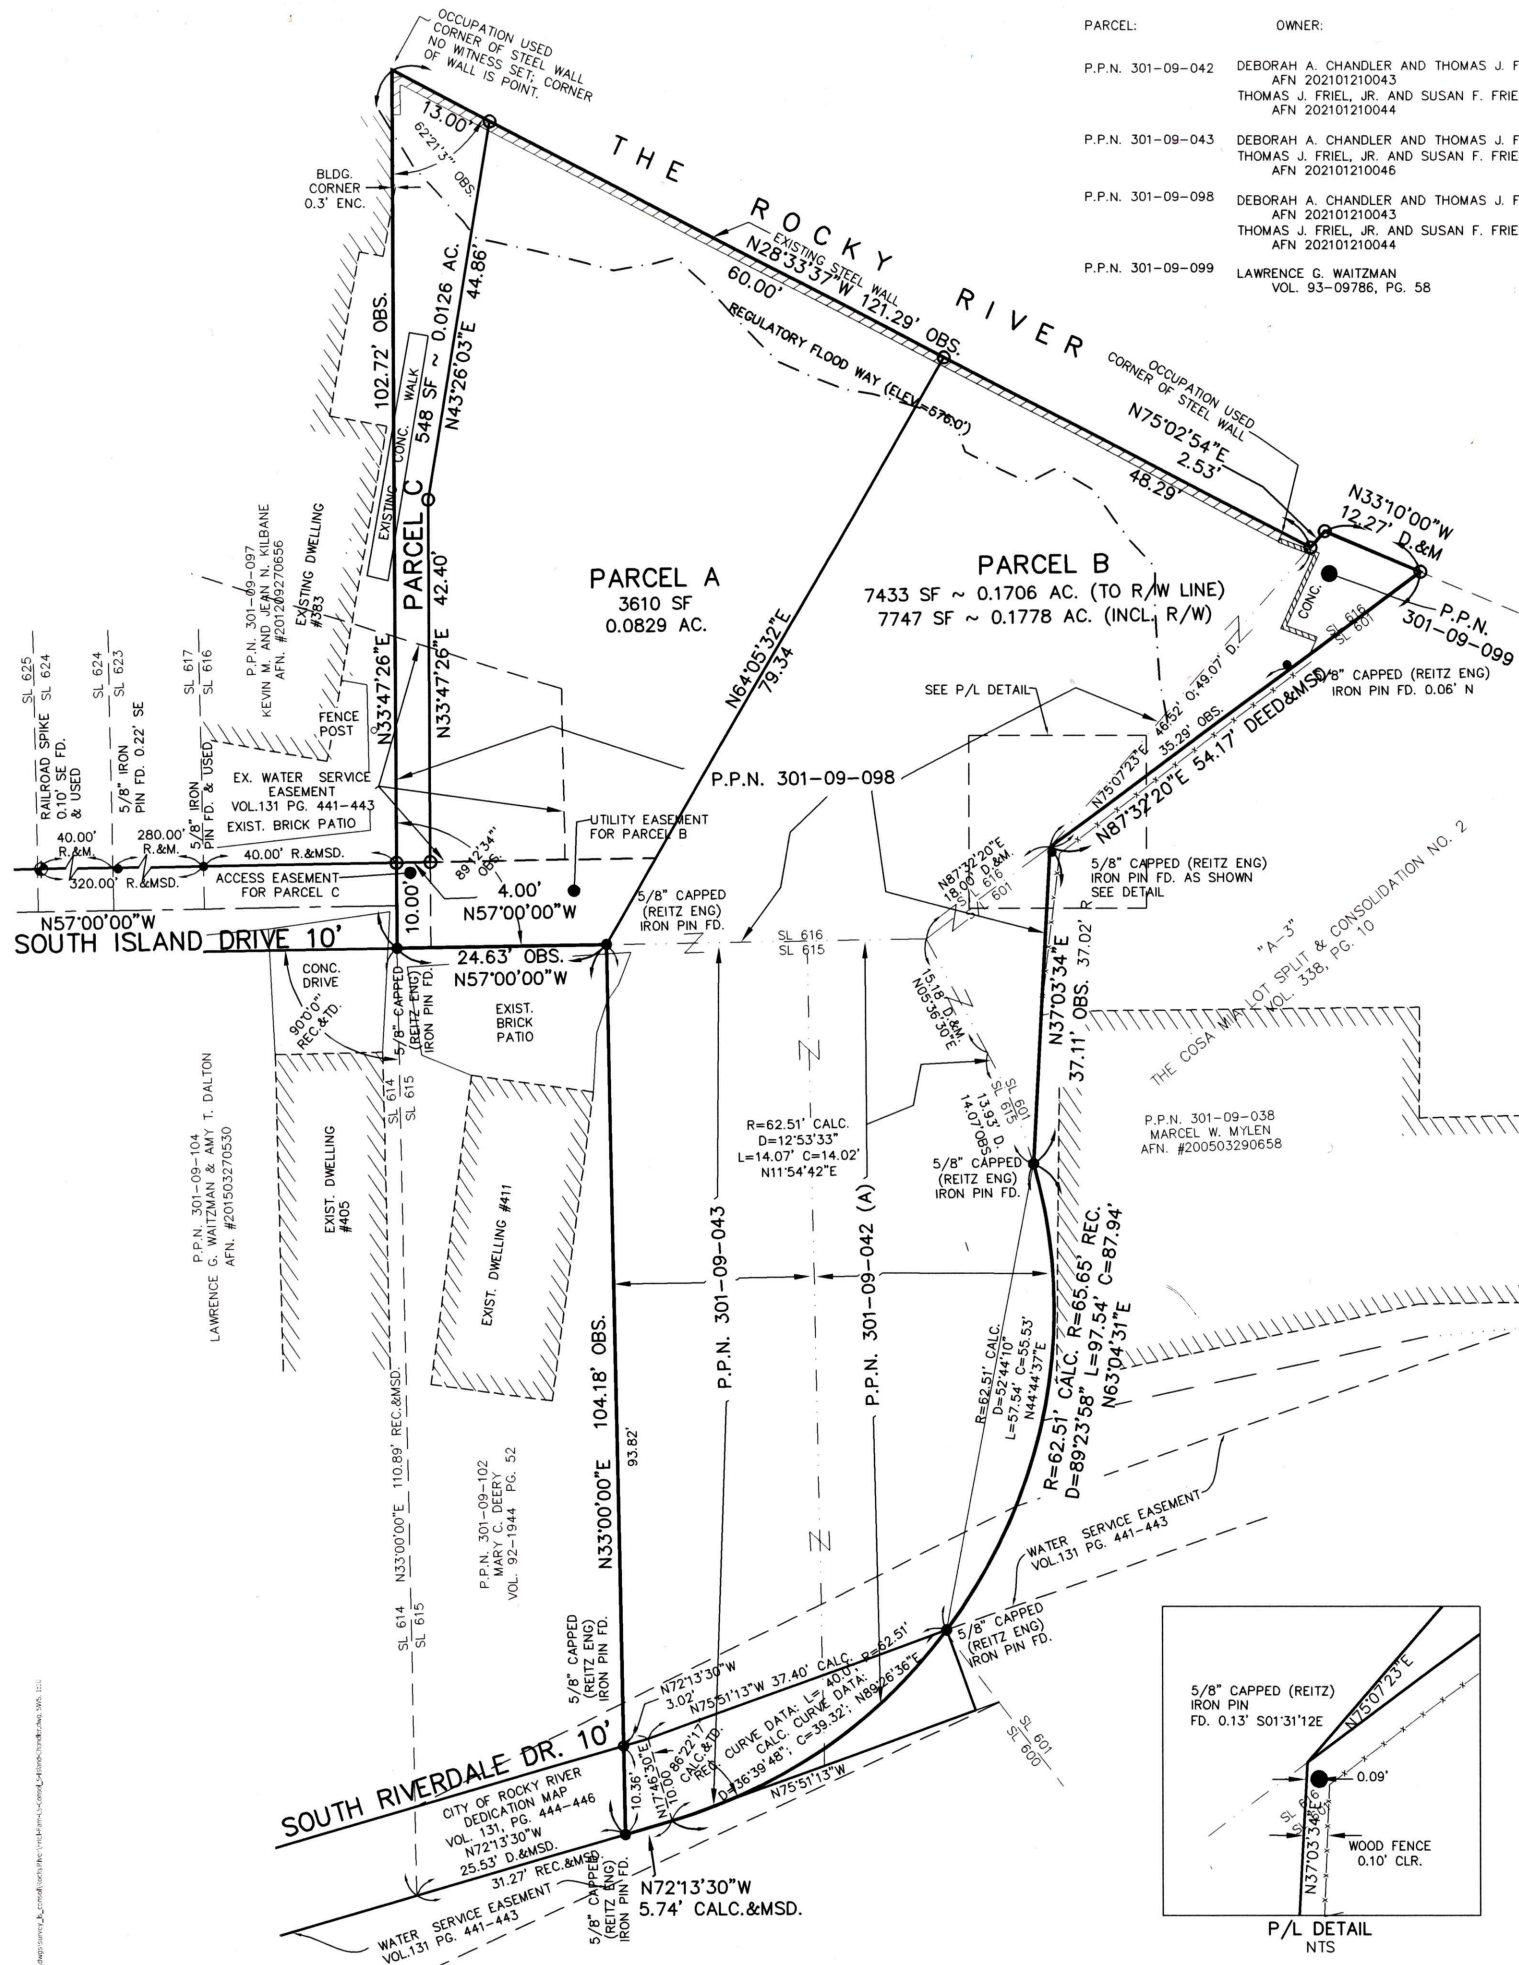 PARCEL: OWNER:
P.P.N. 301-09-042 DEBORAH A. CHANDLER AND THOMAS J. F
AFN 202101210043
THOMAS J. FRIEL, JR. AND SUSAN F. FRIE
AFN 202101210044
P.P.N. 301-09-043 DEBORAH A. CHANDLER AND THOMAS J. F
THOMAS J. FRIEL, JR. AND SUSAN F. FRIE
AFN 202101210046
P.P.N. 301-09-098 DEBORAH A. CHANDLER AND THOMAS J. F
AFN 202101210043
THOMAS J. FRIEL, JR. AND SUSAN F. FRIE
AFN 202101210044
P.P.N. 301-09-099 LAWRENCE G. WAITZMAN
VOL. 93-09786, PG. 58
OCCUPATION USED
CORNER OF STEEL WALL
NO WITNESS SET; CORNER
OF WALL IS POINT.
13.00'
62°21'3"' OBS.
BLDG.
CORNER
0.3' ENC.
THE ROCKY RIVER
EXISTING STEEL WALL
N28°33'37"W 121.29' OBS.
60.00'
REGULATORY FLOOD WAY (ELEV.=576.0')
OCCUPATION USED
CORNER OF STEEL WALL
N75°02'54"E
2.53'
48.29'
N33°10'00"W
12.27' D.&M
102.72' OBS.
N33°47'26"E
EXISTING CONC. WALK
PARCEL C
548 SF ~ 0.0126 AC.
N43°26'03"E 44.86'
N33°47'26"E 42.40'
PARCEL A
3610 SF
0.0829 AC.
N64°05'32"E
79.34
PARCEL B
7433 SF ~ 0.1706 AC. (TO R/W LINE)
7747 SF ~ 0.1778 AC. (INCL. R/W)
CONC.
SL 616
SL 601
P.P.N.
301-09-099
5/8" CAPPED (REITZ ENG)
IRON PIN FD. 0.06' N
SEE P/L DETAIL
N75°07'23"E 46.52' O;49.07' D.
35.29' OBS.
N87°32'20"E 54.17' DEED&MSD
P.P.N. 301-09-097
KEVIN M. AND JEAN N. KILBANE
AFN. #201209270656
EXISTING DWELLING
#383
SL 625
SL 624
SL 624
SL 623
SL 617
SL 616
RAILROAD SPIKE
0.10' SE FD.
& USED
5/8" IRON
PIN FD. 0.22' SE
5/8" IRON
PIN FD. & USED
FENCE
POST
EX. WATER SERVICE
EASEMENT
VOL.131 PG. 441-443
EXIST. BRICK PATIO
P.P.N. 301-09-098
UTILITY EASEMENT
FOR PARCEL B
40.00'
R.&M.
280.00'
R.&M.
40.00' R.&MSD.
320.00' R.&MSD.
ACCESS EASEMENT
FOR PARCEL C
89°12'34"'
OBS.
4.00'
N57°00'00"W
10.00'
5/8" CAPPED
(REITZ ENG)
IRON PIN FD.
N57°00'00"W
SOUTH ISLAND DRIVE 10'
24.63' OBS.
N57°00'00"W
SL 616
SL 615
N87°32'20"E
18.00' D.&M.
SL 616
SL 601
5/8" CAPPED (REITZ ENG)
IRON PIN FD. AS SHOWN
SEE DETAIL
"A-3"
THE COSA MIA LOT SPLIT & CONSOLIDATION NO. 2
VOL. 338, PG. 10
CONC.
DRIVE
90°0'0"'
REC.&TD.
5/8" CAPPED
(REITZ ENG)
IRON PIN FD.
EXIST.
BRICK
PATIO
15.18' D.&M.
N05°36'30"E
N37°03'34"E
37.11' OBS. 37.02' R
SL 601
SL 615
13.93' D.
14.07'OBS
P.P.N. 301-09-104
LAWRENCE G. WAITZMAN & AMY T. DALTON
AFN. #201503270530
EXIST. DWELLING
#405
SL 614
SL 615
EXIST. DWELLING #411
R=62.51' CALC.
D=12°53'33"
L=14.07' C=14.02'
N11°54'42"E
5/8" CAPPED
(REITZ ENG)
IRON PIN FD.
P.P.N. 301-09-038
MARCEL W. MYLEN
AFN. #200503290658
P.P.N. 301-09-043
P.P.N. 301-09-042 (A)
R=62.51' CALC.
D=52°44'10"
L=57.54' C=55.53'
N44°44'37"E
R=62.51' CALC. R=65.65' REC.
D=89°23'58" L=97.54' C=87.94'
N63°04'31"E
N33°00'00"E 104.18' OBS.
93.82'
N33°00'00"E 110.89' REC.&MSD.
SL 614
SL 615
P.P.N. 301-09-102
MARY C. DEERY
VOL. 92-1944 PG. 52
WATER SERVICE EASEMENT
VOL.131 PG. 441-443
5/8" CAPPED
(REITZ ENG)
IRON PIN FD.
5/8" CAPPED
(REITZ ENG)
IRON PIN FD.
N72°13'30"W
3.02'
N75°51'13"W 37.40' CALC.
REC. CURVE DATA: L= 40.0', R=62.51'
CALC. CURVE DATA:
D=36°39'48"; C=39.32'; N89°26'36"E
N75°51'13"W
SL 601
SL 600
SOUTH RIVERDALE DR. 10'
10.36'
N17°46'30"E
10.00
86°22'17
CALC.&TD.
CITY OF ROCKY RIVER
DEDICATION MAP
VOL. 131, PG. 444-446
N72°13'30"W
25.53' D.&MSD.
31.27' REC.&MSD.
WATER SERVICE EASEMENT
VOL.131 PG. 441-443
5/8" CAPPED
(REITZ ENG)
IRON PIN FD.
N72°13'30"W
5.74' CALC.&MSD.
5/8" CAPPED (REITZ)
IRON PIN
FD. 0.13' S01°31'12E
N75°07'23"E
0.09'
N37°03'34"E
WOOD FENCE
0.10' CLR.
P/L DETAIL
NTS